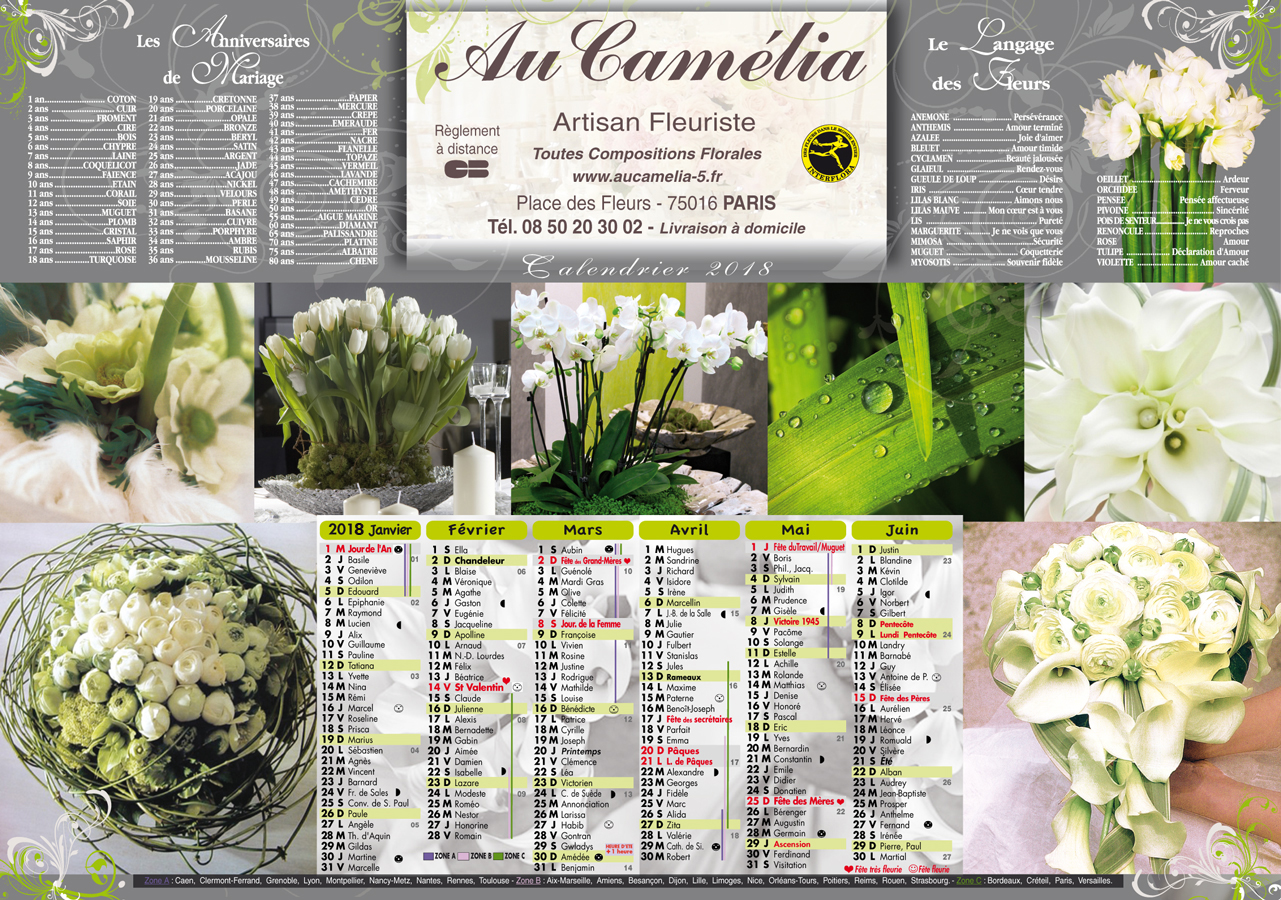 Les Anniversaires
de Mariage
1 an COTON
2 ans CUIR
3 ans FROMENT
4 ans CIRE
5 ans BOIS
6 ans CHYPRE
7 ans LAINE
8 ans COQUELICOT
9 ans FAIENCE
10 ans ETAIN
11 ans CORAIL
12 ans SOIE
13 ans MUGUET
14 ans PLOMB
15 ans CRISTAL
16 ans SAPHIR
17 ans ROSE
18 ans TURQUOISE
19 ans CRETONNE
20 ans PORCELAINE
21 ans OPALE
22 ans BRONZE
23 ans BERYL
24 ans SATIN
25 ans ARGENT
26 ans JADE
27 ans ACAJOU
28 ans NICKEL
29 ans VELOURS
30 ans PERLE
31 ans BASANE
32 ans CUIVRE
33 ans PORPHYRE
34 ans AMBRE
35 ans RUBIS
36 ans MOUSSELINE
37 ans PAPIER
38 ans MERCURE
39 ans CREPE
40 ans EMERAUDE
41 ans FER
42 ans NACRE
43 ans FLANELLE
44 ans TOPAZE
45 ans VERMEIL
46 ans LAVANDE
47 ans CACHEMIRE
48 ans AMETHYSTE
49 ans CEDRE
50 ans OR
55 ans AIGUE MARINE
60 ans DIAMANT
65 ans PALISSANDRE
70 ans PLATINE
75 ans ALBATRE
80 ans CHENE
Au Camélia
Artisan Fleuriste
Règlement
à distance
CB
Toutes Compositions Florales
www.aucamelia-5.fr
INTERFLORA
Place des Fleurs - 75016 PARIS
Tél. 08 50 20 30 02 - Livraison à domicile
Calendrier 2018
Le Langage
des Fleurs
ANEMONE Persévérance
ANTHEMIS Amour terminé
AZALEE Joie d'aimer
BLEUET Amour timide
CYCLAMEN Beauté jalousée
GLAIEUL Rendez-vous
GUEULE DE LOUP Désirs
IRIS Cœur tendre
LILAS BLANC Aimons nous
LILAS MAUVE Mon cœur est à vous
LIS Pureté
MARGUERITE Je ne vois que vous
MIMOSA Sécurité
MUGUET Coquetterie
MYOSOTIS Souvenir fidèle
OEILLET Ardeur
ORCHIDEE Ferveur
PENSEE Pensée affectueuse
PIVOINE Sincérité
POIS DE SENTEUR Je ne vous crois pas
RENONCULE Reproches
ROSE Amour
TULIPE Déclaration d'Amour
VIOLETTE Amour caché
2018 Janvier
1 M Jour de l'An
2 J Basile 01
3 V Geneviève
4 S Odilon
5 D Edouard
6 L Epiphanie 02
7 M Raymond
8 M Lucien
9 J Alix
10 V Guillaume
11 S Pauline
12 D Tatiana
13 L Yvette 03
14 M Nina
15 M Rémi
16 J Marcel
17 V Roseline
18 S Prisca
19 D Marius
20 L Sébastien 04
21 M Agnès
22 M Vincent
23 J Barnard
24 V Fr. de Sales
25 S Conv. de S. Paul
26 D Paule
27 L Angèle 05
28 M Th. d'Aquin
29 M Gildas
30 J Martine
31 V Marcelle
Février
1 S Ella
2 D Chandeleur
3 L Blaise 06
4 M Véronique
5 M Agathe
6 J Gaston
7 V Eugénie
8 S Jacqueline
9 D Apolline
10 L Arnaud 07
11 M N.-D. Lourdes
12 M Félix
13 J Béatrice
14 V St Valentin
15 S Claude
16 D Julienne
17 L Alexis 08
18 M Bernadette
19 M Gabin
20 J Aimée
21 V Damien
22 S Isabelle
23 D Lazare
24 L Modeste 09
25 M Roméo
26 M Nestor
27 J Honorine
28 V Romain
ZONE A ZONE B ZONE C
Mars
1 S Aubin
2 D Fête des Grand-Mères
3 L Guénolé 10
4 M Mardi Gras
5 M Olive
6 J Colette
7 V Félicité
8 S Jour. de la Femme
9 D Françoise
10 L Vivien 11
11 M Rosine
12 M Justine
13 J Rodrigue
14 V Mathilde
15 S Louise
16 D Bénédicte
17 L Patrice 12
18 M Cyrille
19 M Joseph
20 J Printemps
21 V Clémence
22 S Léa
23 D Victorien
24 L C. de Suède 13
25 M Annonciation
26 M Larissa
27 J Habib
28 V Gontran
29 S Gwladys HEURE D'ETE +1 heure
30 D Amédée
31 L Benjamin 14
Avril
1 M Hugues
2 M Sandrine
3 J Richard
4 V Isidore
5 S Irène
6 D Marcellin
7 L J.-B. de la Salle 15
8 M Julie
9 M Gautier
10 J Fulbert
11 V Stanislas
12 S Jules
13 D Rameaux
14 L Maxime 16
15 M Paterne
16 M Benoît-Joseph
17 J Fête des secrétaires
18 V Parfait
19 S Emma
20 D Pâques
21 L L. de Pâques 17
22 M Alexandre
23 M Georges
24 J Fidèle
25 V Marc
26 S Alida
27 D Zita
28 L Valérie 18
29 M Cath. de Si.
30 M Robert
Mai
1 J Fête du Travail/Muguet
2 V Boris
3 S Phil., Jacq.
4 D Sylvain
5 L Judith 19
6 M Prudence
7 M Gisèle
8 J Victoire 1945
9 V Pacôme
10 S Solange
11 D Estelle
12 L Achille 20
13 M Rolande
14 M Matthias
15 J Denise
16 V Honoré
17 S Pascal
18 D Eric
19 L Yves 21
20 M Bernardin
21 M Constantin
22 J Emile
23 V Didier
24 S Donatien
25 D Fête des Mères
26 L Bérenger 22
27 M Augustin
28 M Germain
29 J Ascension
30 V Ferdinand
31 S Visitation
Juin
1 D Justin
2 L Blandine 23
3 M Kévin
4 M Clotilde
5 J Igor
6 V Norbert
7 S Gilbert
8 D Pentecôte
9 L Lundi Pentecôte 24
10 M Landry
11 M Barnabé
12 J Guy
13 V Antoine de P.
14 S Élisée
15 D Fête des Pères
16 L Aurélien 25
17 M Hervé
18 M Léonce
19 J Romuald
20 V Silvère
21 S Été
22 D Alban
23 L Audrey 26
24 M Jean-Baptiste
25 M Prosper
26 J Anthelme
27 V Fernand
28 S Irénée
29 D Pierre, Paul
30 L Martial 27
Fête très fleurie Fête fleurie
Zone A : Caen, Clermont-Ferrand, Grenoble, Lyon, Montpellier, Nancy-Metz, Nantes, Rennes, Toulouse - Zone B : Aix-Marseille, Amiens, Besançon, Dijon, Lille, Limoges, Nice, Orléans-Tours, Poitiers, Reims, Rouen, Strasbourg. - Zone C : Bordeaux, Créteil, Paris, Versailles.